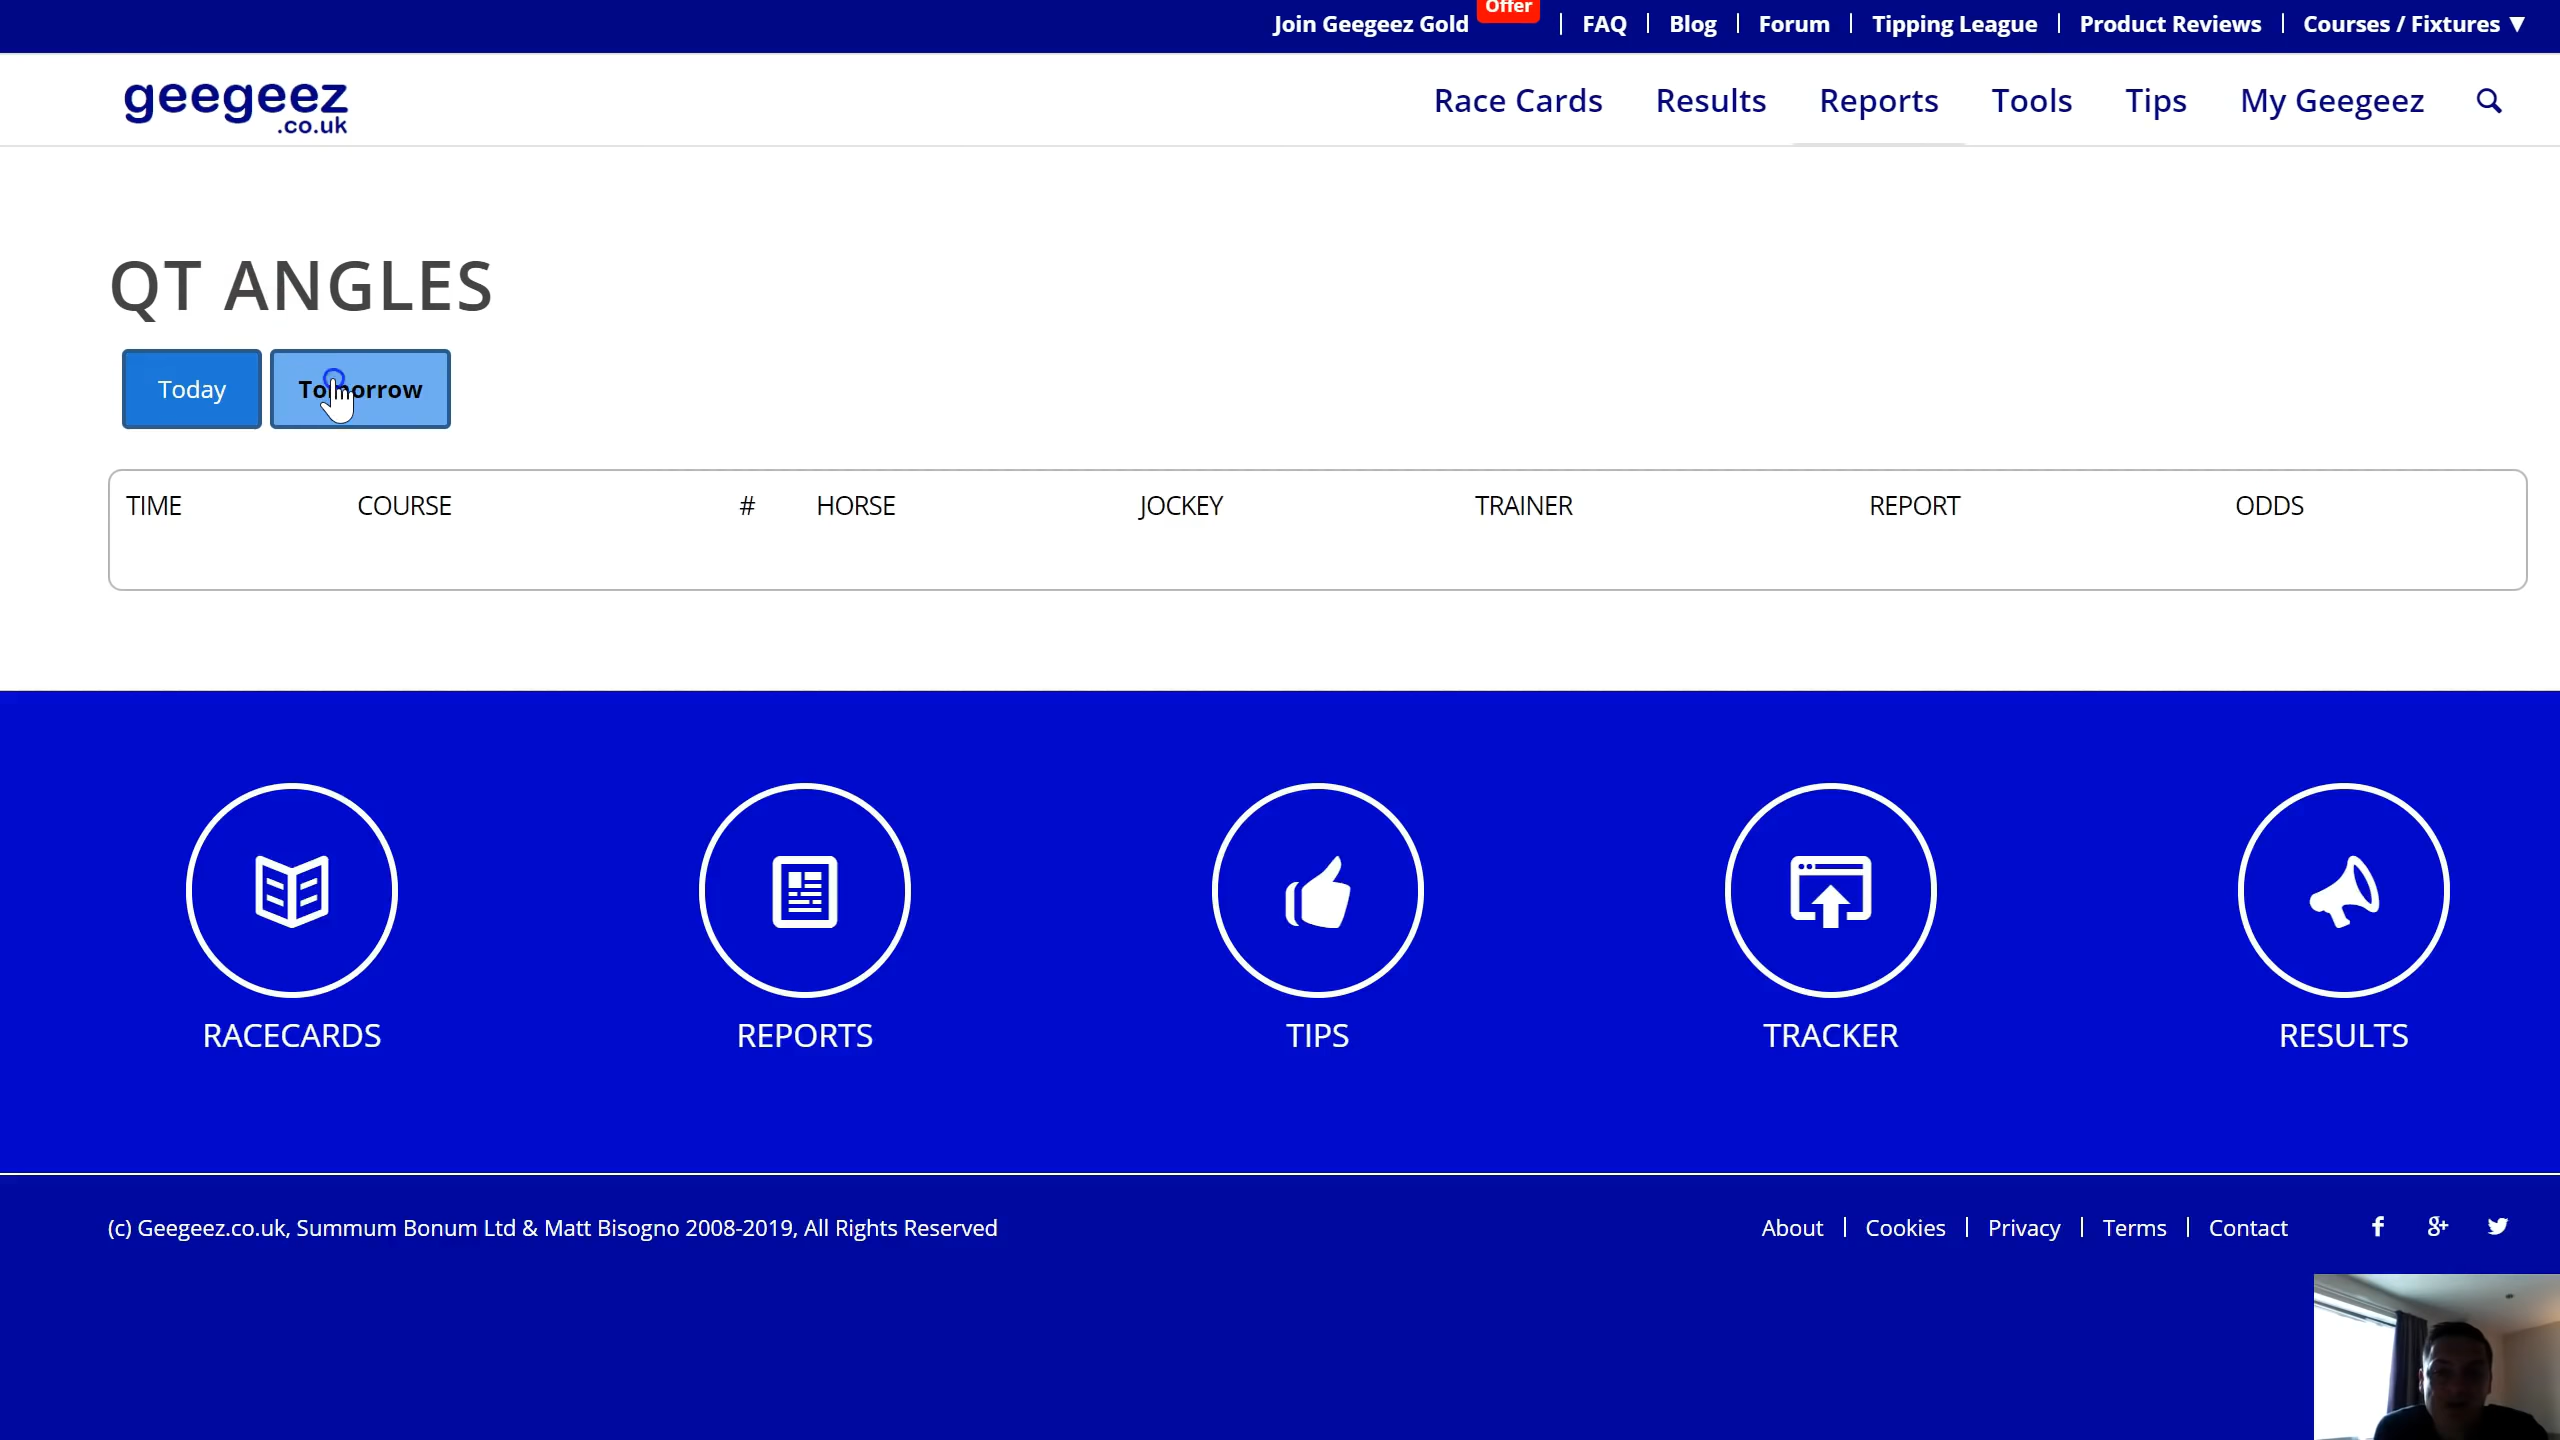 Offer
Join Geegeez Gold | FAQ | Blog | Forum | Tipping League | Product Reviews | Courses / Fixtures ▼
geegeez
.co.uk
Race Cards Results Reports Tools Tips My Geegeez
QT ANGLES
Today Tomorrow
TIME COURSE # HORSE JOCKEY TRAINER REPORT ODDS
RACECARDS REPORTS TIPS TRACKER RESULTS
(c) Geegeez.co.uk, Summum Bonum Ltd & Matt Bisogno 2008-2019, All Rights Reserved
About | Cookies | Privacy | Terms | Contact